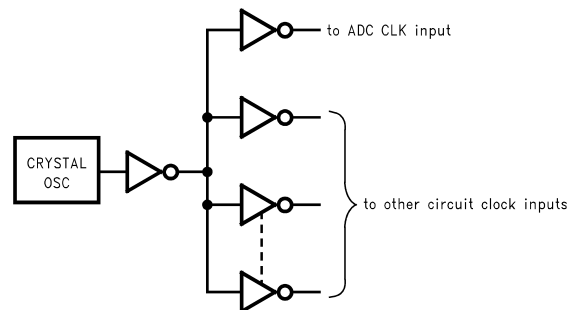 to ADC CLK input
CRYSTAL
OSC
to other circuit clock inputs